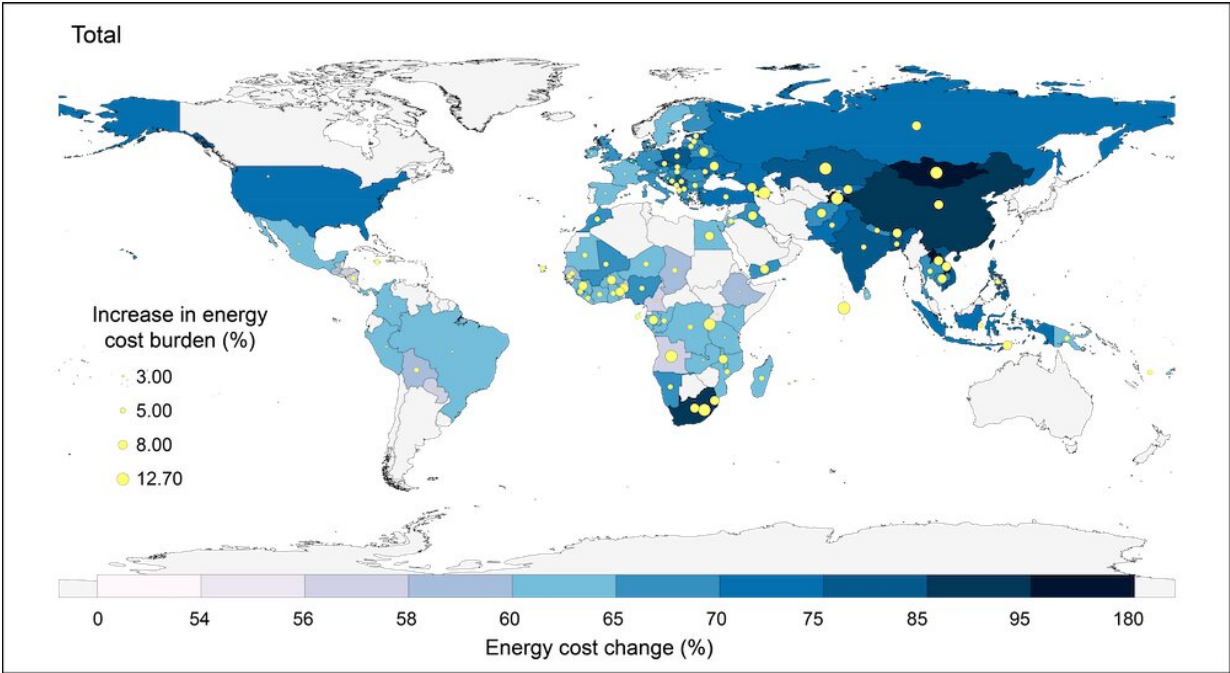 Total
Increase in energy
cost burden (%)
3.00
5.00
8.00
12.70
0 54 56 58 60 65 70 75 85 95 180
Energy cost change (%)